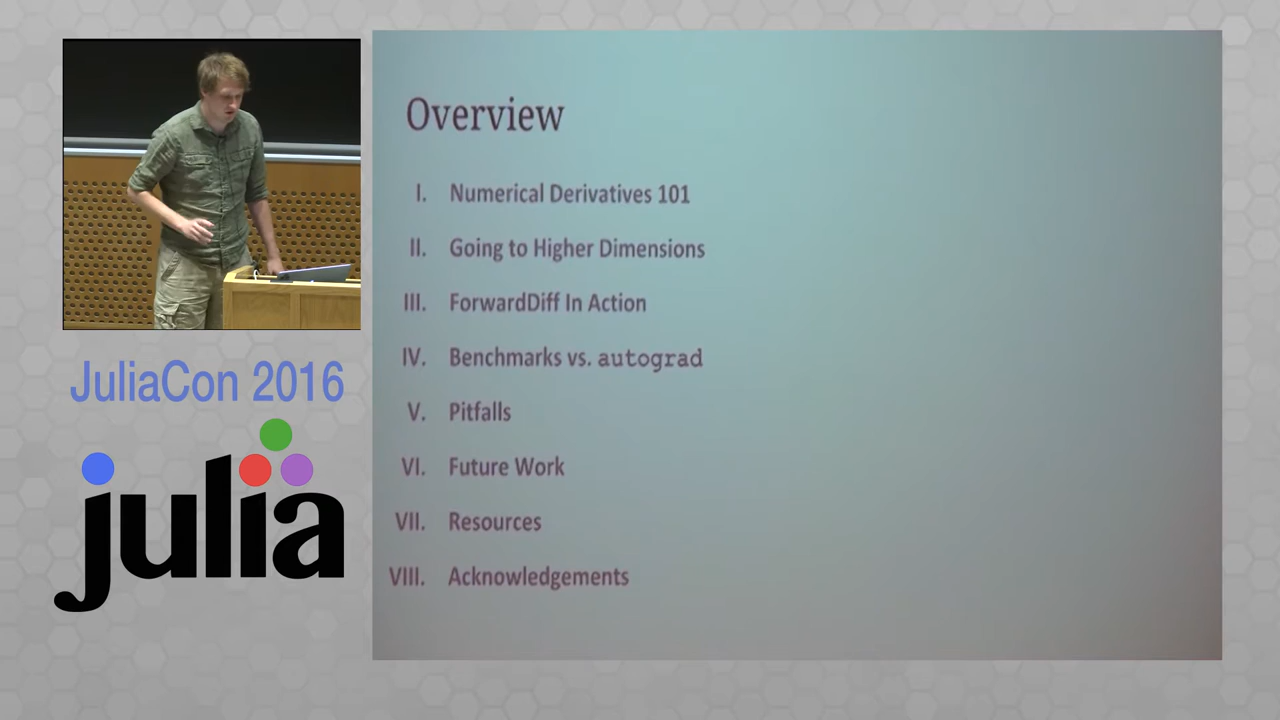 Overview
I. Numerical Derivatives 101
II. Going to Higher Dimensions
III. ForwardDiff In Action
IV. Benchmarks vs. autograd
V. Pitfalls
VI. Future Work
VII. Resources
VIII. Acknowledgements
JuliaCon 2016
julia